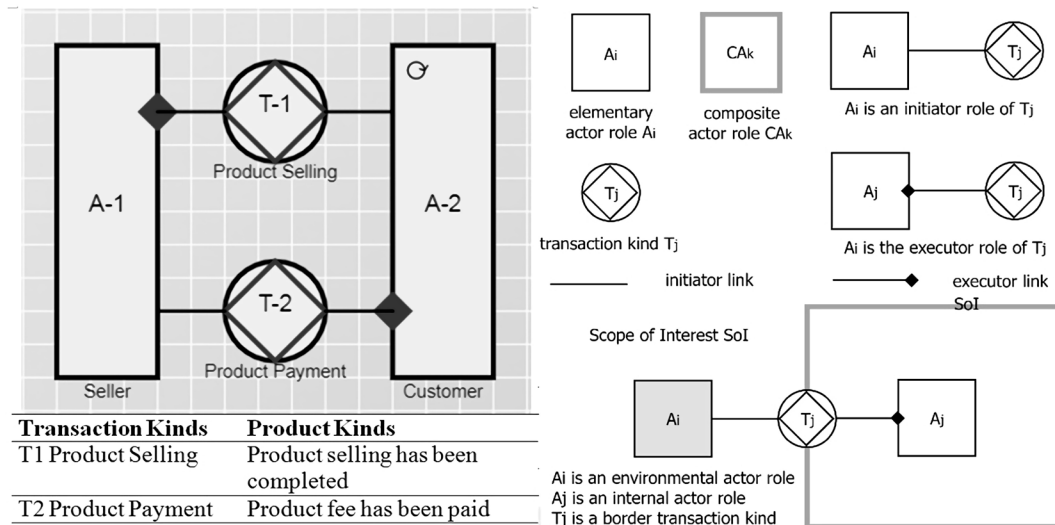 T-1
Product Selling
A-1
A-2
T-2
Product Payment
Seller
Customer
Transaction Kinds Product Kinds
T1 Product Selling Product selling has been
completed
T2 Product Payment Product fee has been paid
Ai
elementary
actor role Ai
CAk
composite
actor role CAk
Ai
Tj
Ai is an initiator role of Tj
Tj
transaction kind Tj
Aj
Tj
Ai is the executor role of Tj
initiator link
executor link
SoI
Scope of Interest SoI
Ai
Tj
Aj
Ai is an environmental actor role
Aj is an internal actor role
Tj is a border transaction kind